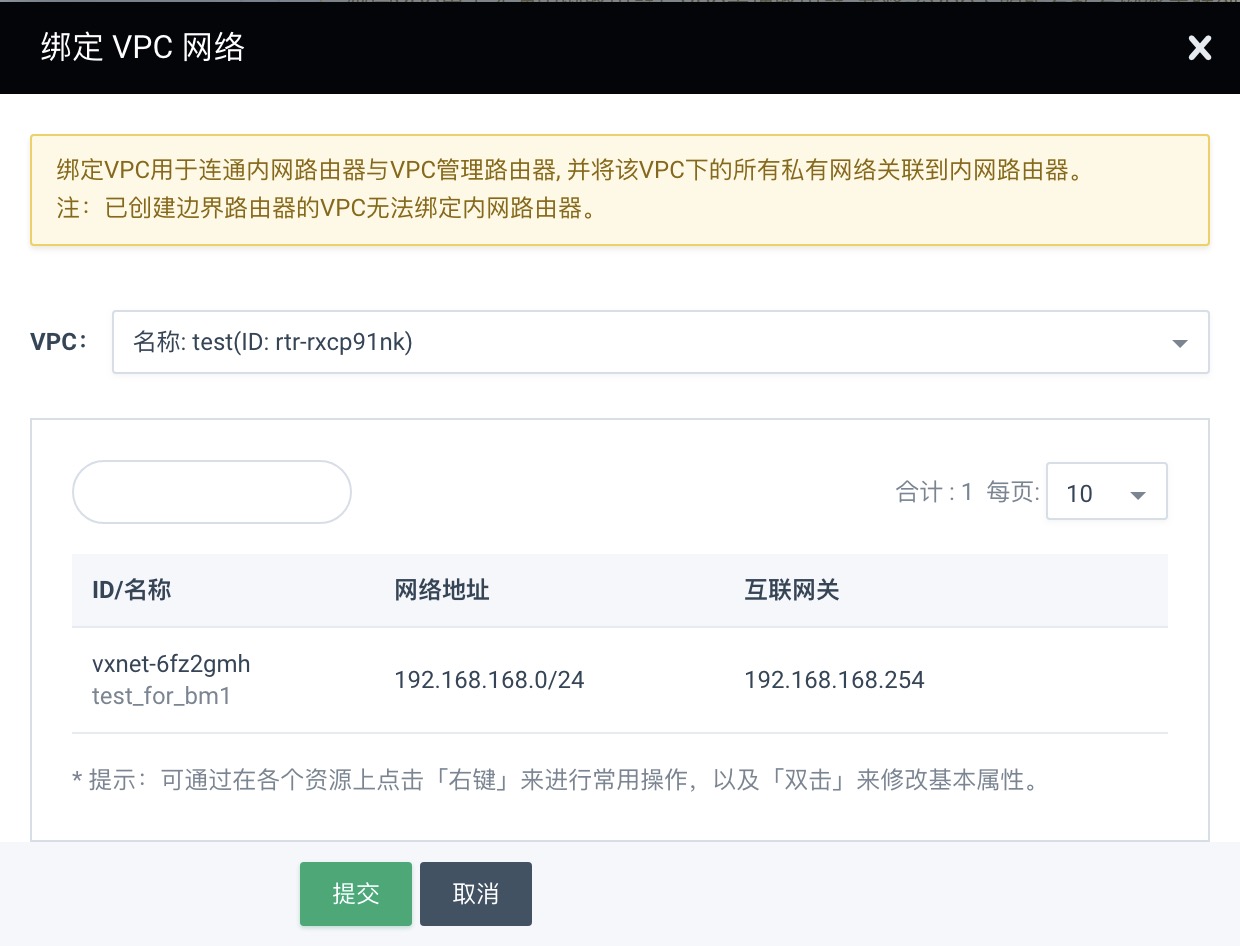 绑定 VPC 网络
绑定VPC用于连通内网路由器与VPC管理路由器, 并将该VPC下的所有私有网络关联到内网路由器。
注：已创建边界路由器的VPC无法绑定内网路由器。
VPC： 名称: test(ID: rtr-rxcp91nk)
合计 : 1 每页: 10
ID/名称 网络地址 互联网关
vxnet-6fz2gmh
test_for_bm1
192.168.168.0/24 192.168.168.254
* 提示：可通过在各个资源上点击「右键」来进行常用操作，以及「双击」来修改基本属性。
提交 取消